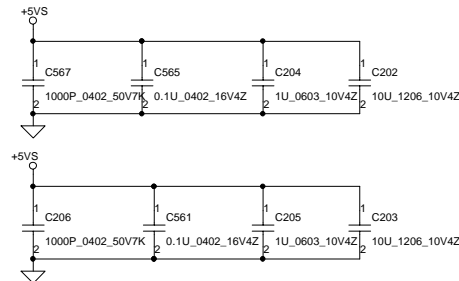 +5VS
1 1 1 1
C567 C565 C204 C202
2 2 2 2
1000P_0402_50V7K 0.1U_0402_16V4Z 1U_0603_10V4Z 10U_1206_10V4Z
+5VS
1 1 1 1
C206 C561 C205 C203
2 2 2 2
1000P_0402_50V7K 0.1U_0402_16V4Z 1U_0603_10V4Z 10U_1206_10V4Z